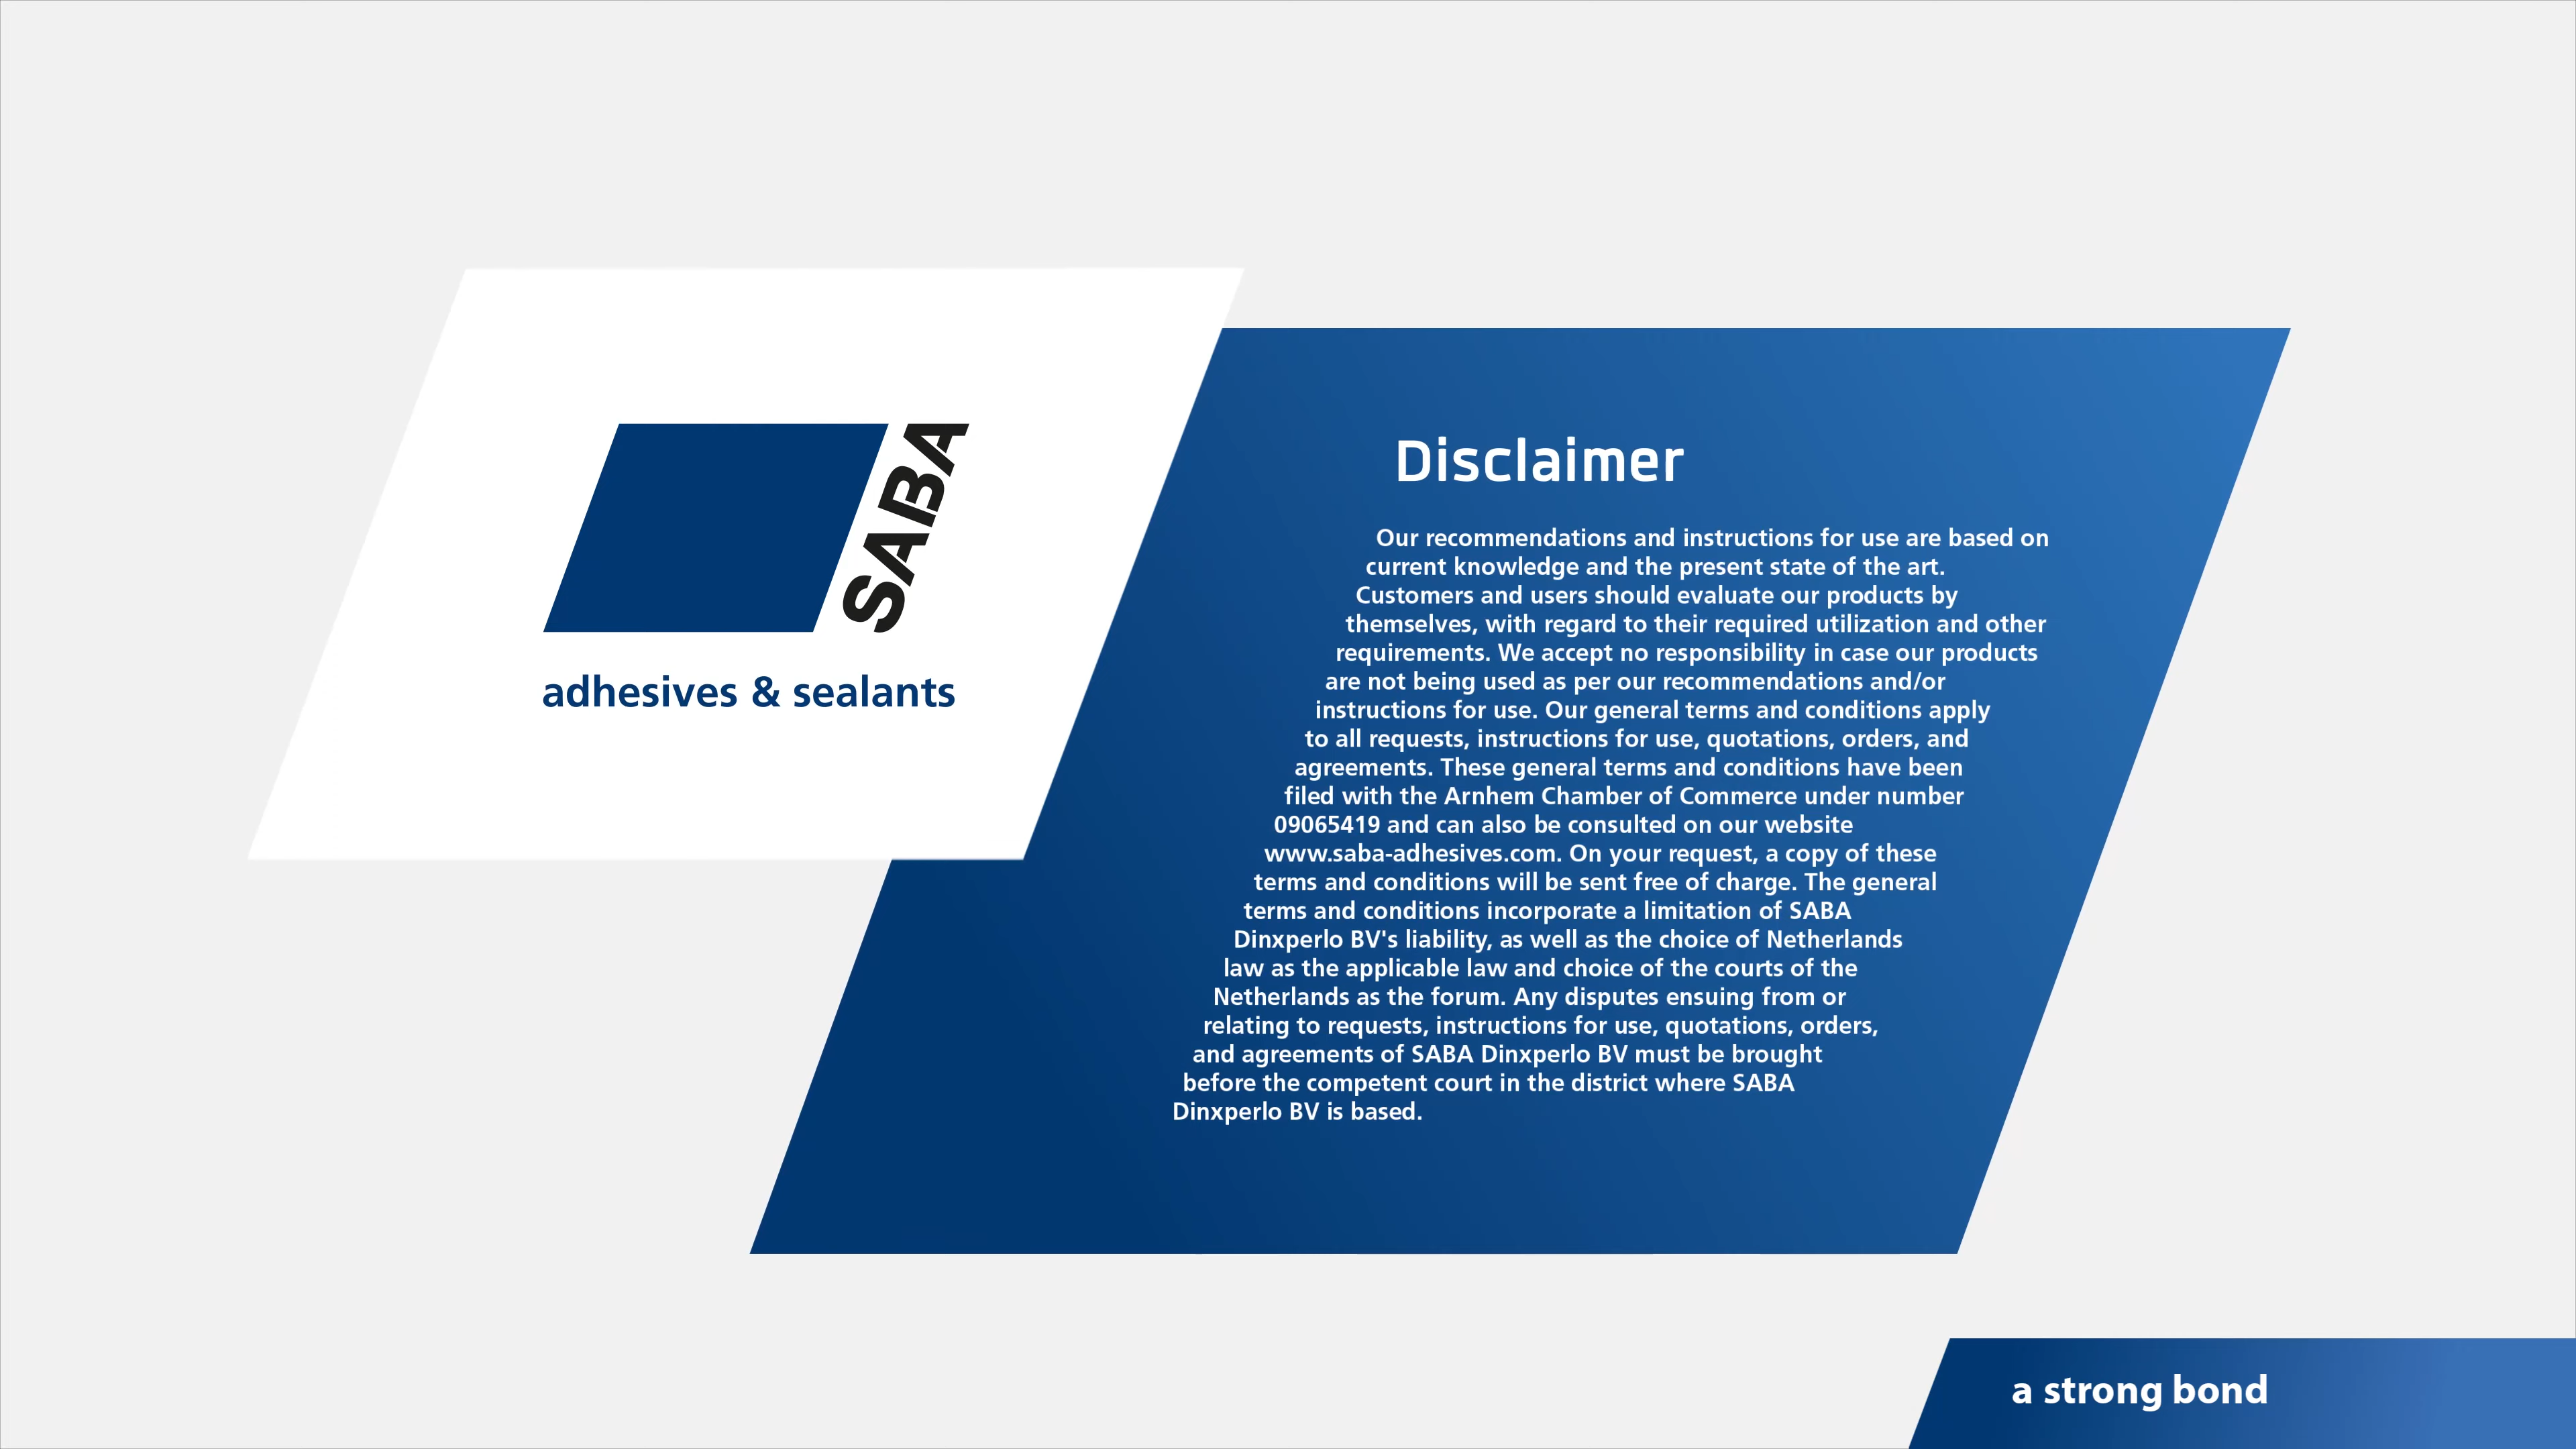 SABA
adhesives & sealants
Disclaimer
Our recommendations and instructions for use are based on
current knowledge and the present state of the art.
Customers and users should evaluate our products by
themselves, with regard to their required utilization and other
requirements. We accept no responsibility in case our products
are not being used as per our recommendations and/or
instructions for use. Our general terms and conditions apply
to all requests, instructions for use, quotations, orders, and
agreements. These general terms and conditions have been
filed with the Arnhem Chamber of Commerce under number
09065419 and can also be consulted on our website
www.saba-adhesives.com. On your request, a copy of these
terms and conditions will be sent free of charge. The general
terms and conditions incorporate a limitation of SABA
Dinxperlo BV's liability, as well as the choice of Netherlands
law as the applicable law and choice of the courts of the
Netherlands as the forum. Any disputes ensuing from or
relating to requests, instructions for use, quotations, orders,
and agreements of SABA Dinxperlo BV must be brought
before the competent court in the district where SABA
Dinxperlo BV is based.
a strong bond